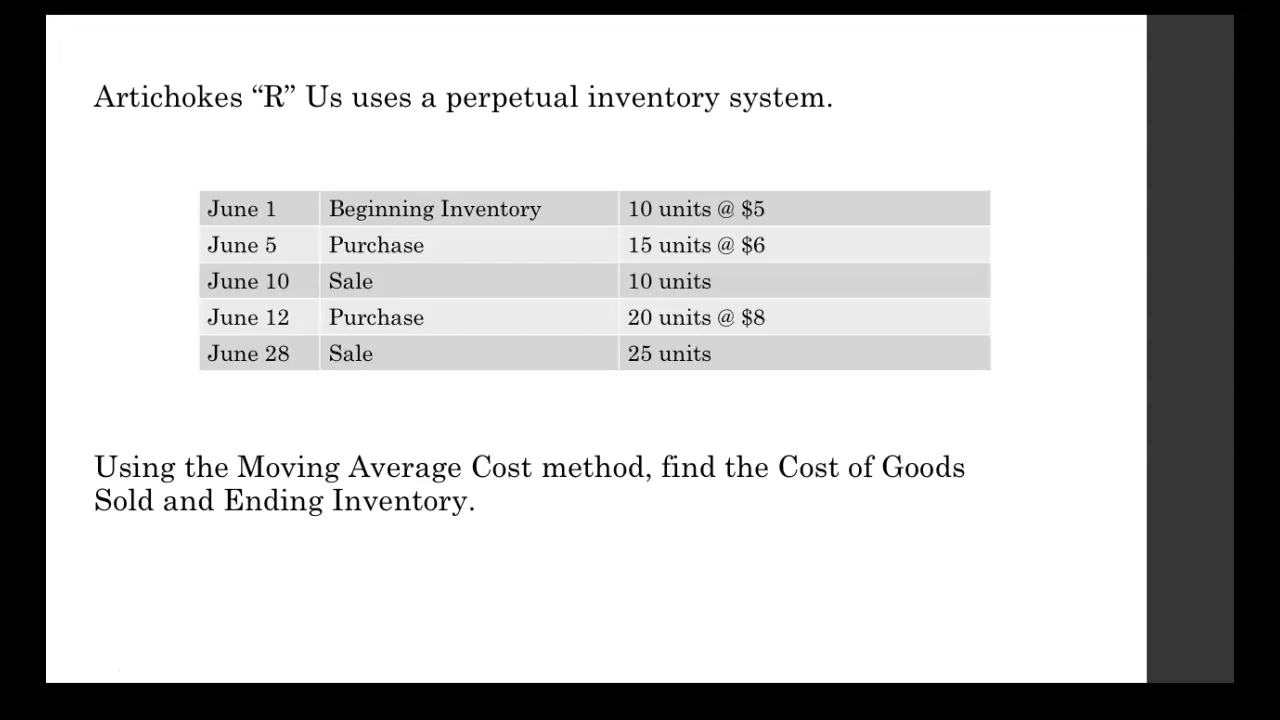 Artichokes “R” Us uses a perpetual inventory system.
June 1 Beginning Inventory 10 units @ $5
June 5 Purchase 15 units @ $6
June 10 Sale 10 units
June 12 Purchase 20 units @ $8
June 28 Sale 25 units
Using the Moving Average Cost method, find the Cost of Goods
Sold and Ending Inventory.